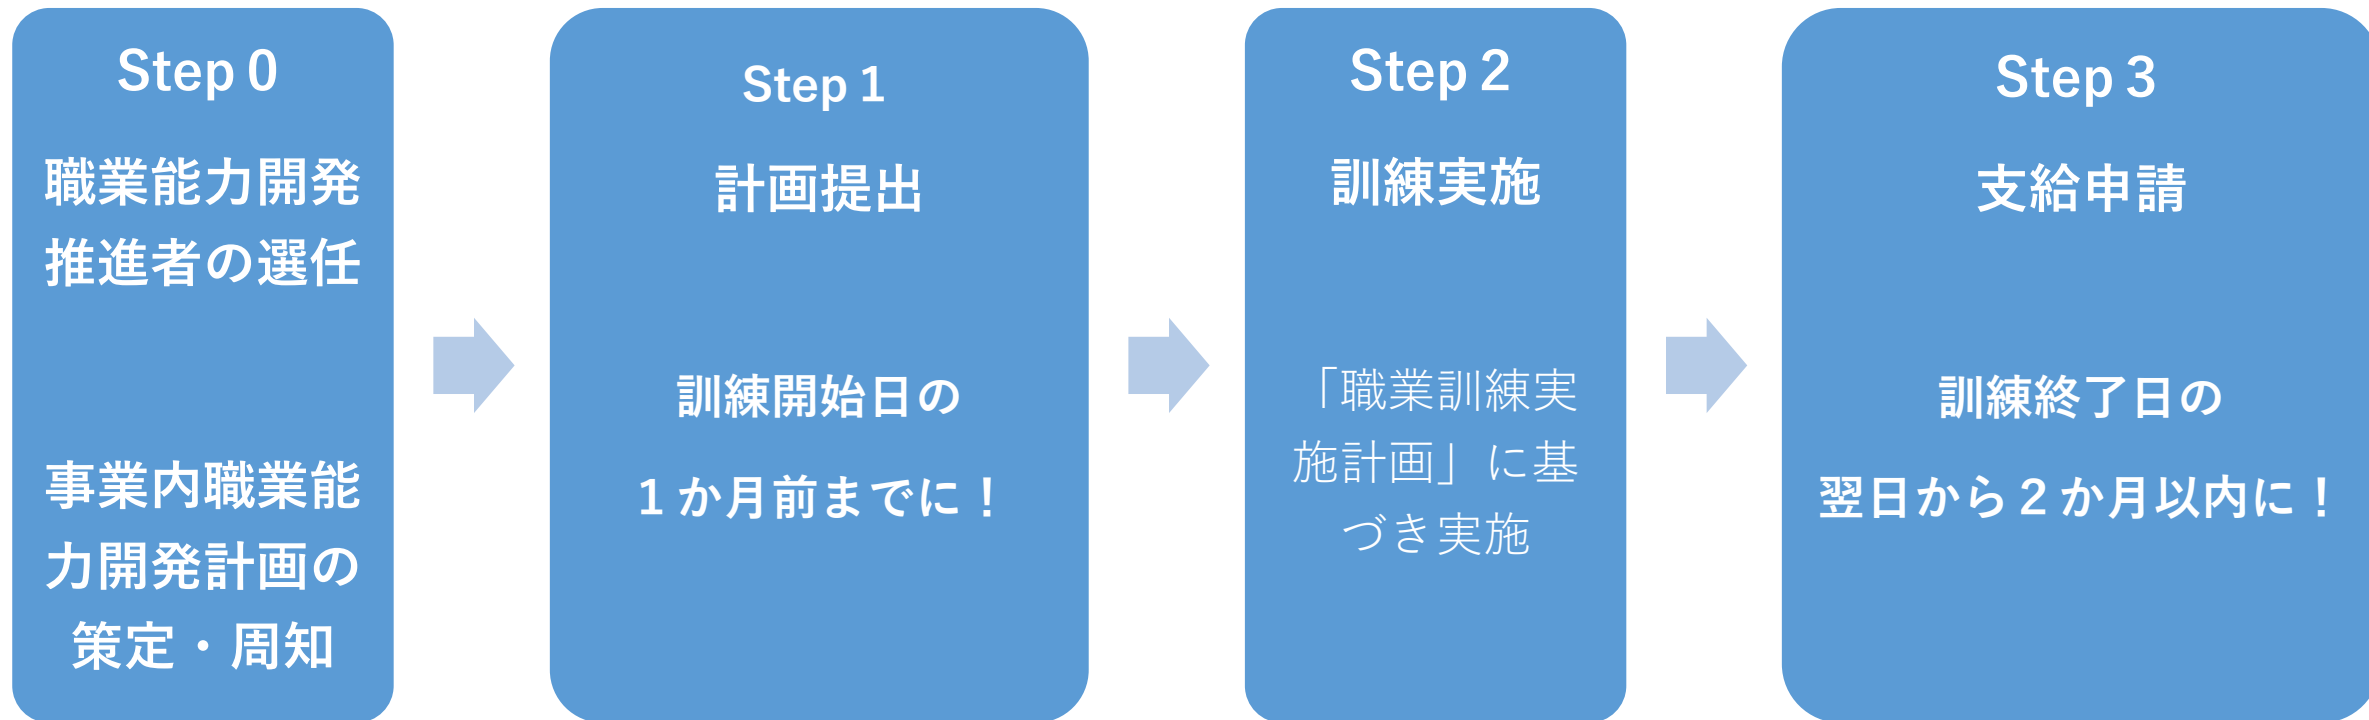 Step 0
職業能力開発
推進者の選任
事業内職業能
力開発計画の
策定・周知
Step 1
計画提出
訓練開始日の
1か月前までに！
Step 2
訓練実施
「職業訓練実
施計画」に基
づき実施
Step 3
支給申請
訓練終了日の
翌日から2か月以内に！